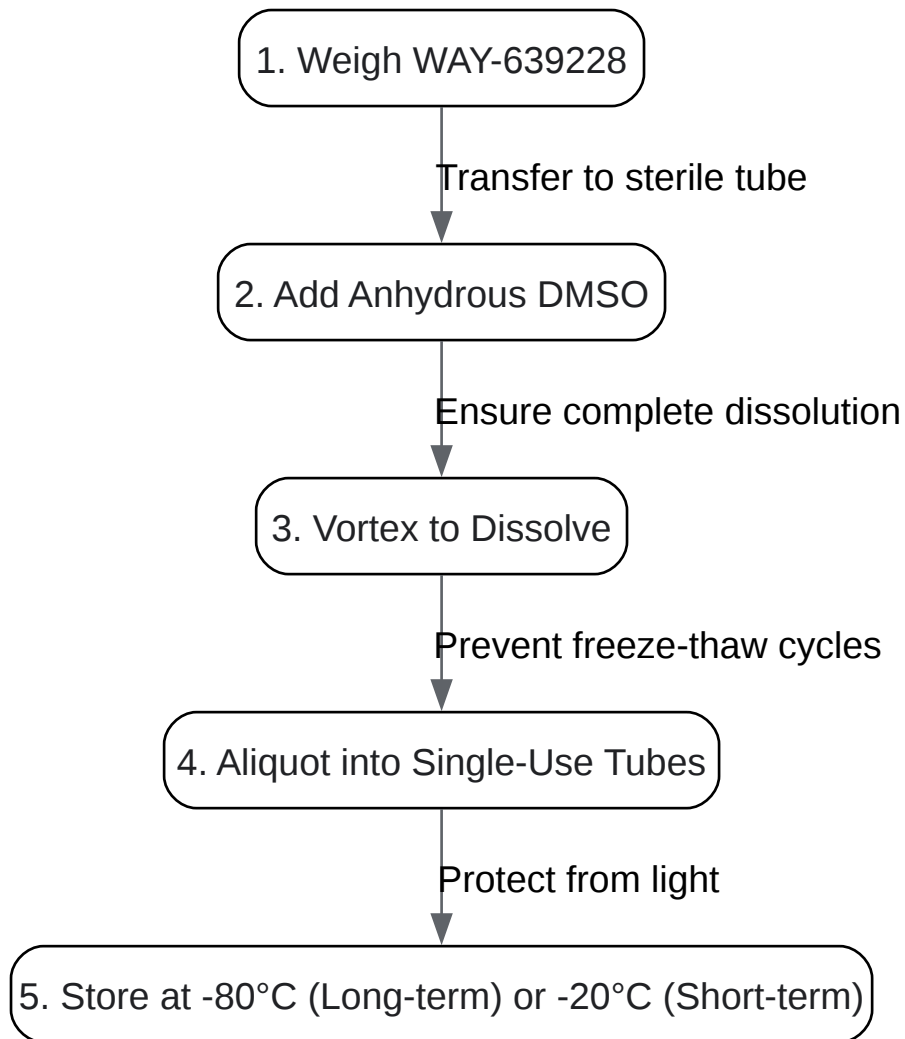 1. Weigh WAY-639228
Transfer to sterile tube
2. Add Anhydrous DMSO
Ensure complete dissolution
3. Vortex to Dissolve
Prevent freeze-thaw cycles
4. Aliquot into Single-Use Tubes
Protect from light
5. Store at -80°C (Long-term) or -20°C (Short-term)